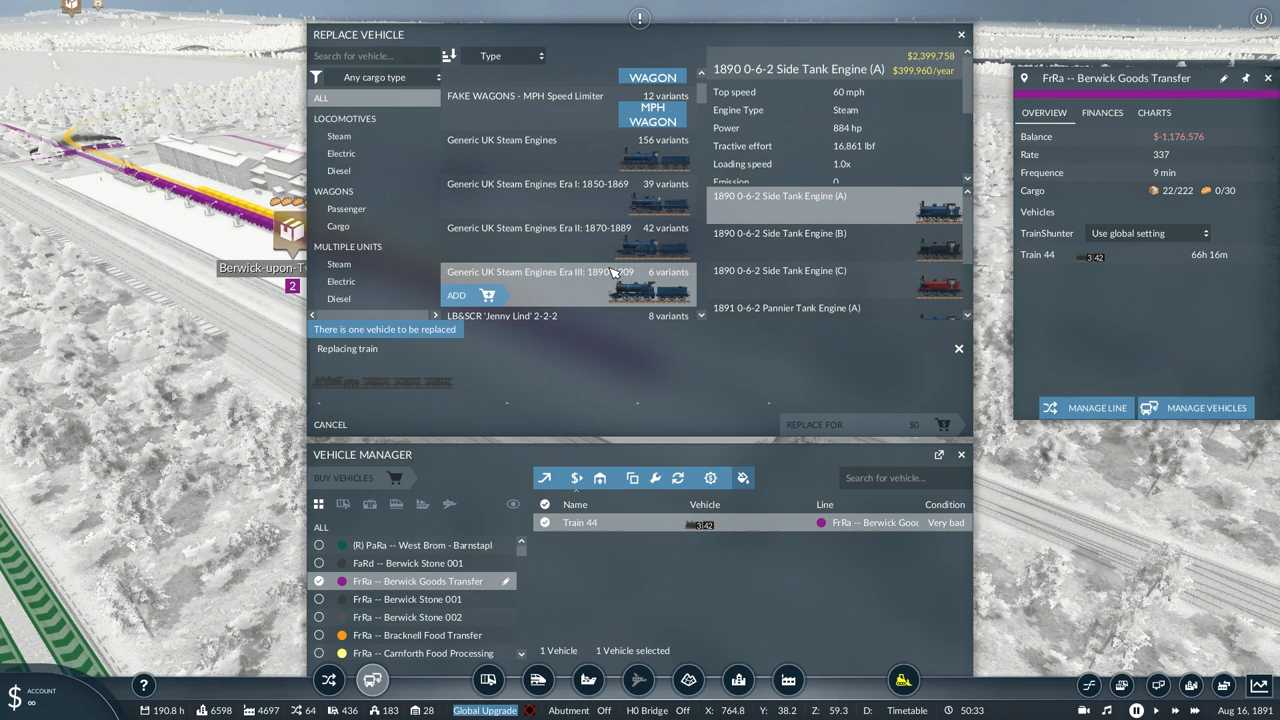 REPLACE VEHICLE
Search for vehicle...
Type
Any cargo type
ALL
LOCOMOTIVES
Steam
Electric
Diesel
WAGONS
Passenger
Cargo
MULTIPLE UNITS
Steam
Electric
Diesel
WAGON
FAKE WAGONS - MPH Speed Limiter 12 variants
MPH
WAGON
Generic UK Steam Engines 156 variants
Generic UK Steam Engines Era I: 1850-1869 39 variants
Generic UK Steam Engines Era II: 1870-1889 42 variants
Generic UK Steam Engines Era III: 1890-1909 6 variants
ADD
LB&SCR 'Jenny Lind' 2-2-2 8 variants
$2,399,758
1890 0-6-2 Side Tank Engine (A) $399,960/year
Top speed 60 mph
Engine Type Steam
Power 884 hp
Tractive effort 16,861 lbf
Loading speed 1.0x
Emission 0
1890 0-6-2 Side Tank Engine (A)
1890 0-6-2 Side Tank Engine (B)
1890 0-6-2 Side Tank Engine (C)
1891 0-6-2 Pannier Tank Engine (A)
There is one vehicle to be replaced
Replacing train
CANCEL
REPLACE FOR $0
FrRa -- Berwick Goods Transfer
OVERVIEW FINANCES CHARTS
Balance $-1,176,576
Rate 337
Frequence 9 min
Cargo 22/222 0/30
Vehicles
TrainShunter Use global setting
Train 44 3 42 66h 16m
MANAGE LINE MANAGE VEHICLES
Berwick-upon-Tw
2
VEHICLE MANAGER
BUY VEHICLES
Search for vehicle...
ALL
(R) PaRa -- West Brom - Barnstapl
FaRd -- Berwick Stone 001
FrRa -- Berwick Goods Transfer
FrRa -- Berwick Stone 001
FrRa -- Berwick Stone 002
FrRa -- Bracknell Food Transfer
FrRa -- Carnforth Food Processing
Name Vehicle Line Condition
Train 44 3 42 FrRa -- Berwick Gooc Very bad
1 Vehicle 1 Vehicle selected
$ ACCOUNT
∞
?
190.8 h 6598 4697 64 436 183 28 Global Upgrade Abutment Off H0 Bridge Off X: 764.8 Y: 38.2 Z: 59.3 D: Timetable 50:33 Aug 16, 1891